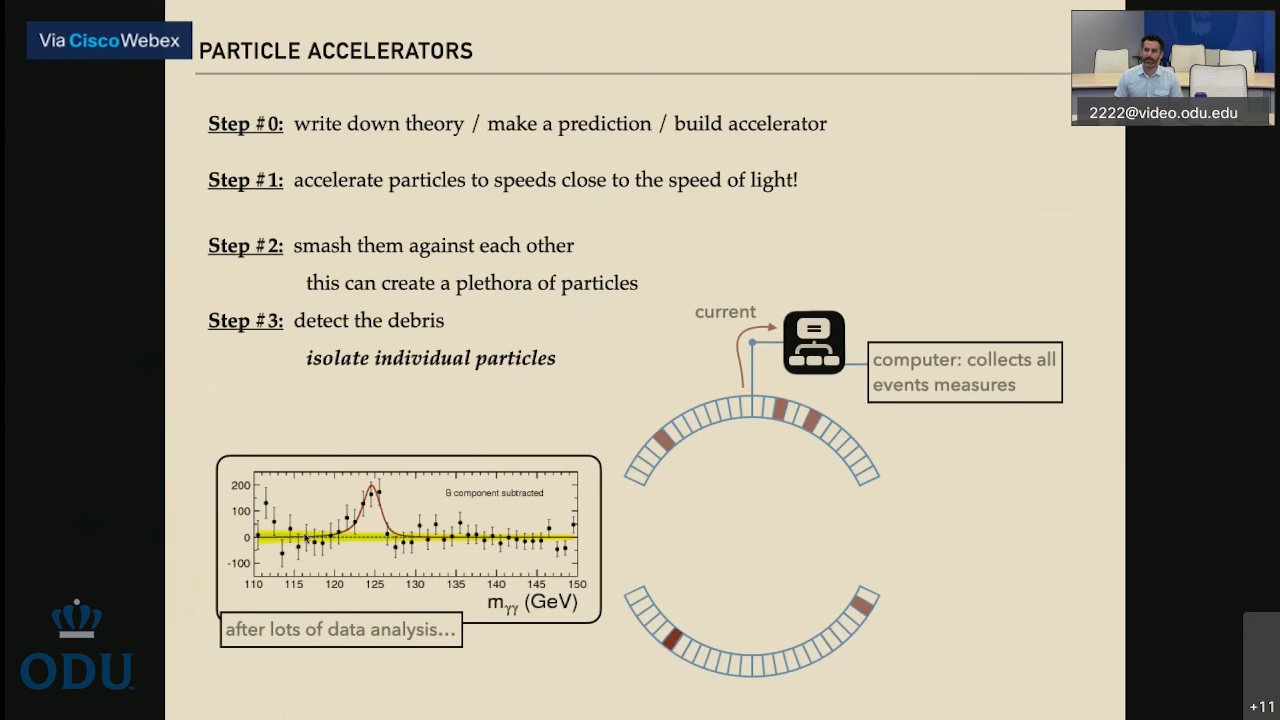 Via Cisco Webex
PARTICLE ACCELERATORS
2222@video.odu.edu
Step #0: write down theory / make a prediction / build accelerator
Step #1: accelerate particles to speeds close to the speed of light!
Step #2: smash them against each other
this can create a plethora of particles
Step #3: detect the debris
isolate individual particles
current
computer: collects all
events measures
B component subtracted
200
100
0
-100
110 115 120 125 130 135 140 145 150
mγγ (GeV)
after lots of data analysis...
ODU
+11